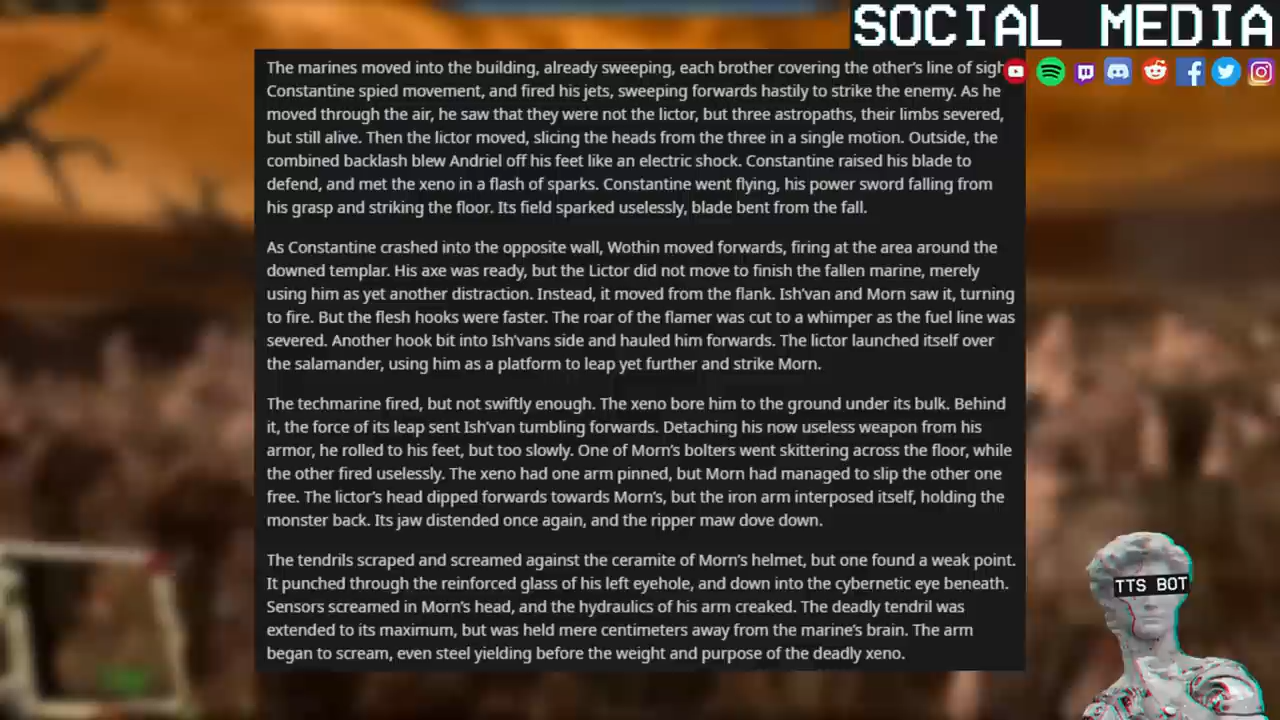 SOCIAL MEDIA
The marines moved into the building, already sweeping, each brother covering the other's line of sigh
Constantine spied movement, and fired his jets, sweeping forwards hastily to strike the enemy. As he
moved through the air, he saw that they were not the lictor, but three astropaths, their limbs severed,
but still alive. Then the lictor moved, slicing the heads from the three in a single motion. Outside, the
combined backlash blew Andriel off his feet like an electric shock. Constantine raised his blade to
defend, and met the xeno in a flash of sparks. Constantine went flying, his power sword falling from
his grasp and striking the floor. Its field sparked uselessly, blade bent from the fall.
As Constantine crashed into the opposite wall, Wothin moved forwards, firing at the area around the
downed templar. His axe was ready, but the Lictor did not move to finish the fallen marine, merely
using him as yet another distraction. Instead, it moved from the flank. Ish'van and Morn saw it, turning
to fire. But the flesh hooks were faster. The roar of the flamer was cut to a whimper as the fuel line was
severed. Another hook bit into Ish'vans side and hauled him forwards. The lictor launched itself over
the salamander, using him as a platform to leap yet further and strike Morn.
The techmarine fired, but not swiftly enough. The xeno bore him to the ground under its bulk. Behind
it, the force of its leap sent Ish'van tumbling forwards. Detaching his now useless weapon from his
armor, he rolled to his feet, but too slowly. One of Morn's bolters went skittering across the floor, while
the other fired uselessly. The xeno had one arm pinned, but Morn had managed to slip the other one
free. The lictor's head dipped forwards towards Morn's, but the iron arm interposed itself, holding the
monster back. Its jaw distended once again, and the ripper maw dove down.
The tendrils scraped and screamed against the ceramite of Morn's helmet, but one found a weak point.
It punched through the reinforced glass of his left eyehole, and down into the cybernetic eye beneath.
Sensors screamed in Morn's head, and the hydraulics of his arm creaked. The deadly tendril was
extended to its maximum, but was held mere centimeters away from the marine's brain. The arm
began to scream, even steel yielding before the weight and purpose of the deadly xeno.
TTS BOT